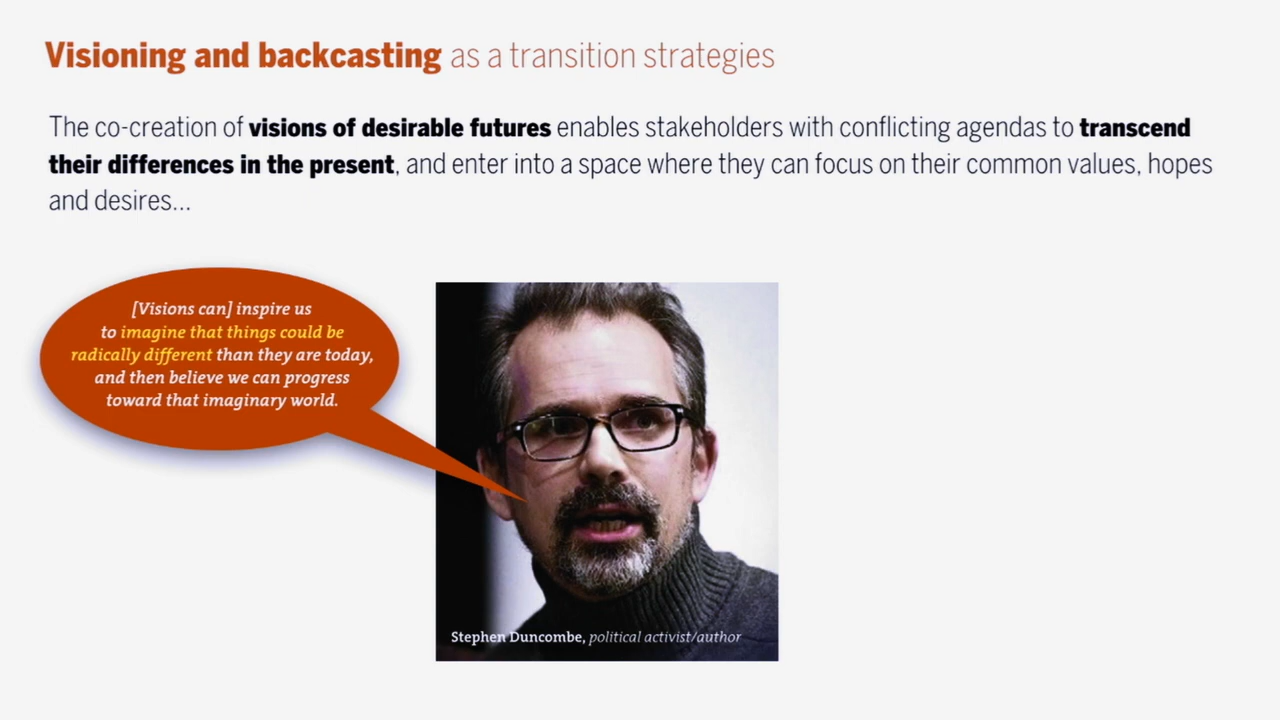 Visioning and backcasting as a transition strategies
The co-creation of visions of desirable futures enables stakeholders with conflicting agendas to transcend
their differences in the present, and enter into a space where they can focus on their common values, hopes
and desires...
[Visions can] inspire us
to imagine that things could be
radically different than they are today,
and then believe we can progress
toward that imaginary world.
Stephen Duncombe, political activist/author